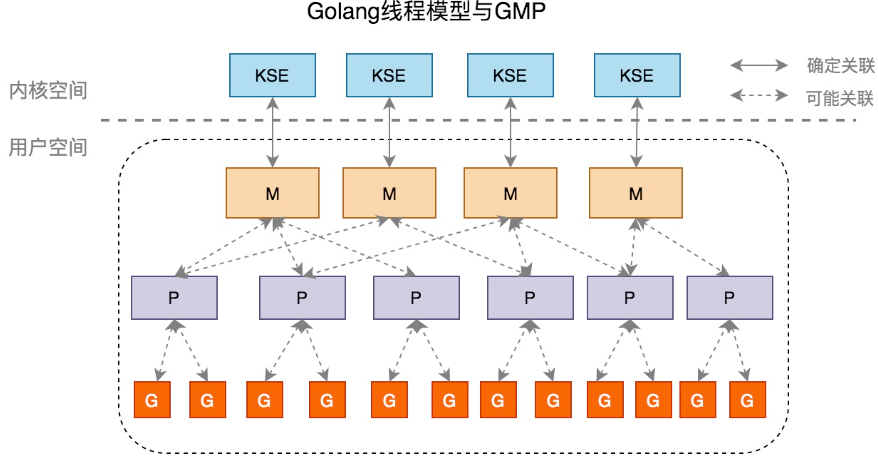 Golang线程模型与GMP
KSE KSE KSE KSE
确定关联
内核空间
可能关联
用户空间
M M M M
P P P P P P
G G G G G G G G G G G G